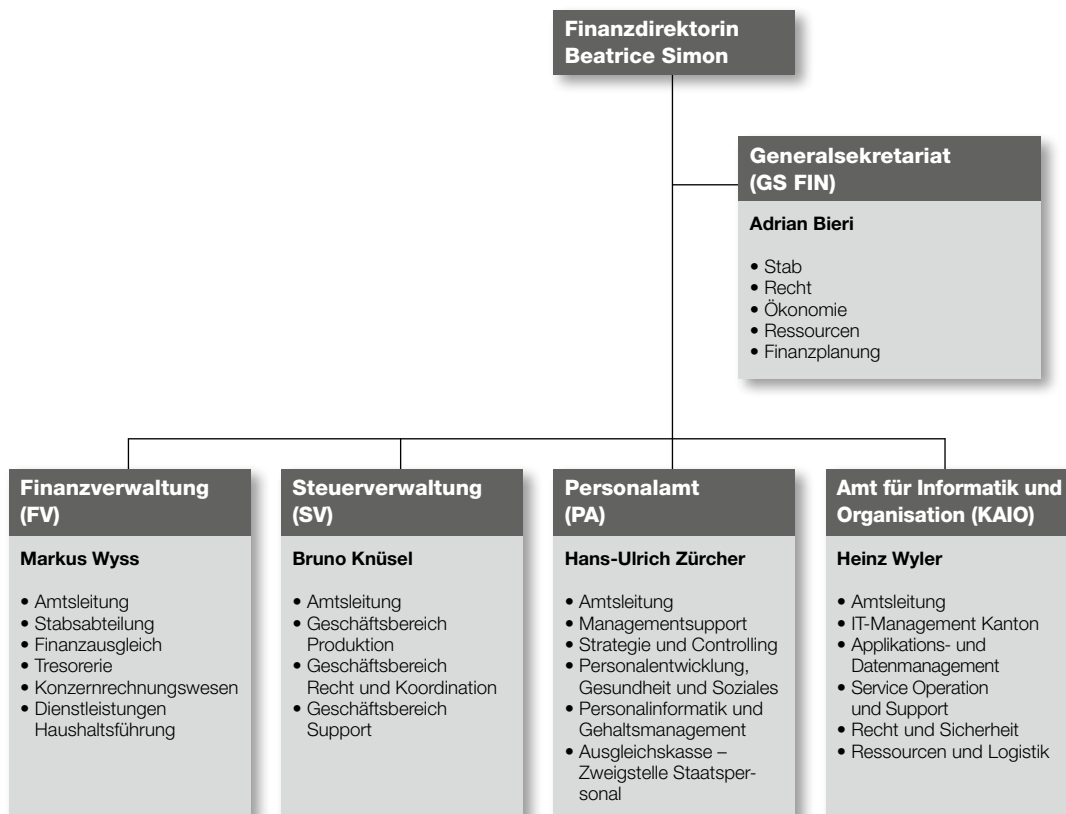 Finanzdirektorin
Beatrice Simon
Generalsekretariat
(GS FIN)
Adrian Bieri
• Stab
• Recht
• Ökonomie
• Ressourcen
• Finanzplanung
Finanzverwaltung
(FV)
Markus Wyss
• Amtsleitung
• Stabsabteilung
• Finanzausgleich
• Tresorerie
• Konzernrechnungswesen
• Dienstleistungen
Haushaltsführung
Steuerverwaltung
(SV)
Bruno Knüsel
• Amtsleitung
• Geschäftsbereich
Produktion
• Geschäftsbereich
Recht und Koordination
• Geschäftsbereich
Support
Personalamt
(PA)
Hans-Ulrich Zürcher
• Amtsleitung
• Managementsupport
• Strategie und Controlling
• Personalentwicklung,
Gesundheit und Soziales
• Personalinformatik und
Gehaltsmanagement
• Ausgleichskasse –
Zweigstelle Staatsper-
sonal
Amt für Informatik und
Organisation (KAIO)
Heinz Wyler
• Amtsleitung
• IT-Management Kanton
• Applikations- und
Datenmanagement
• Service Operation
und Support
• Recht und Sicherheit
• Ressourcen und Logistik